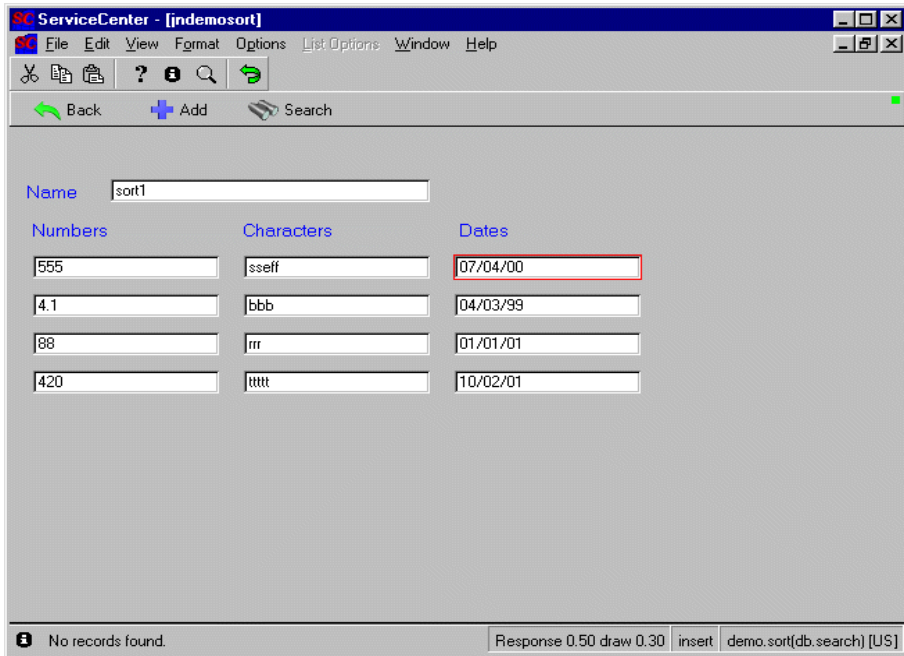 SC ServiceCenter - [jndemosort]
SC File Edit View Format Options List Options Window Help
?
Back Add Search
Name sort1
Numbers Characters Dates
555 sseff 07/04/00
4.1 bbb 04/03/99
88 rrr 01/01/01
420 ttttt 10/02/01
No records found. Response 0.50 draw 0.30 insert demo.sort(db.search) [US]